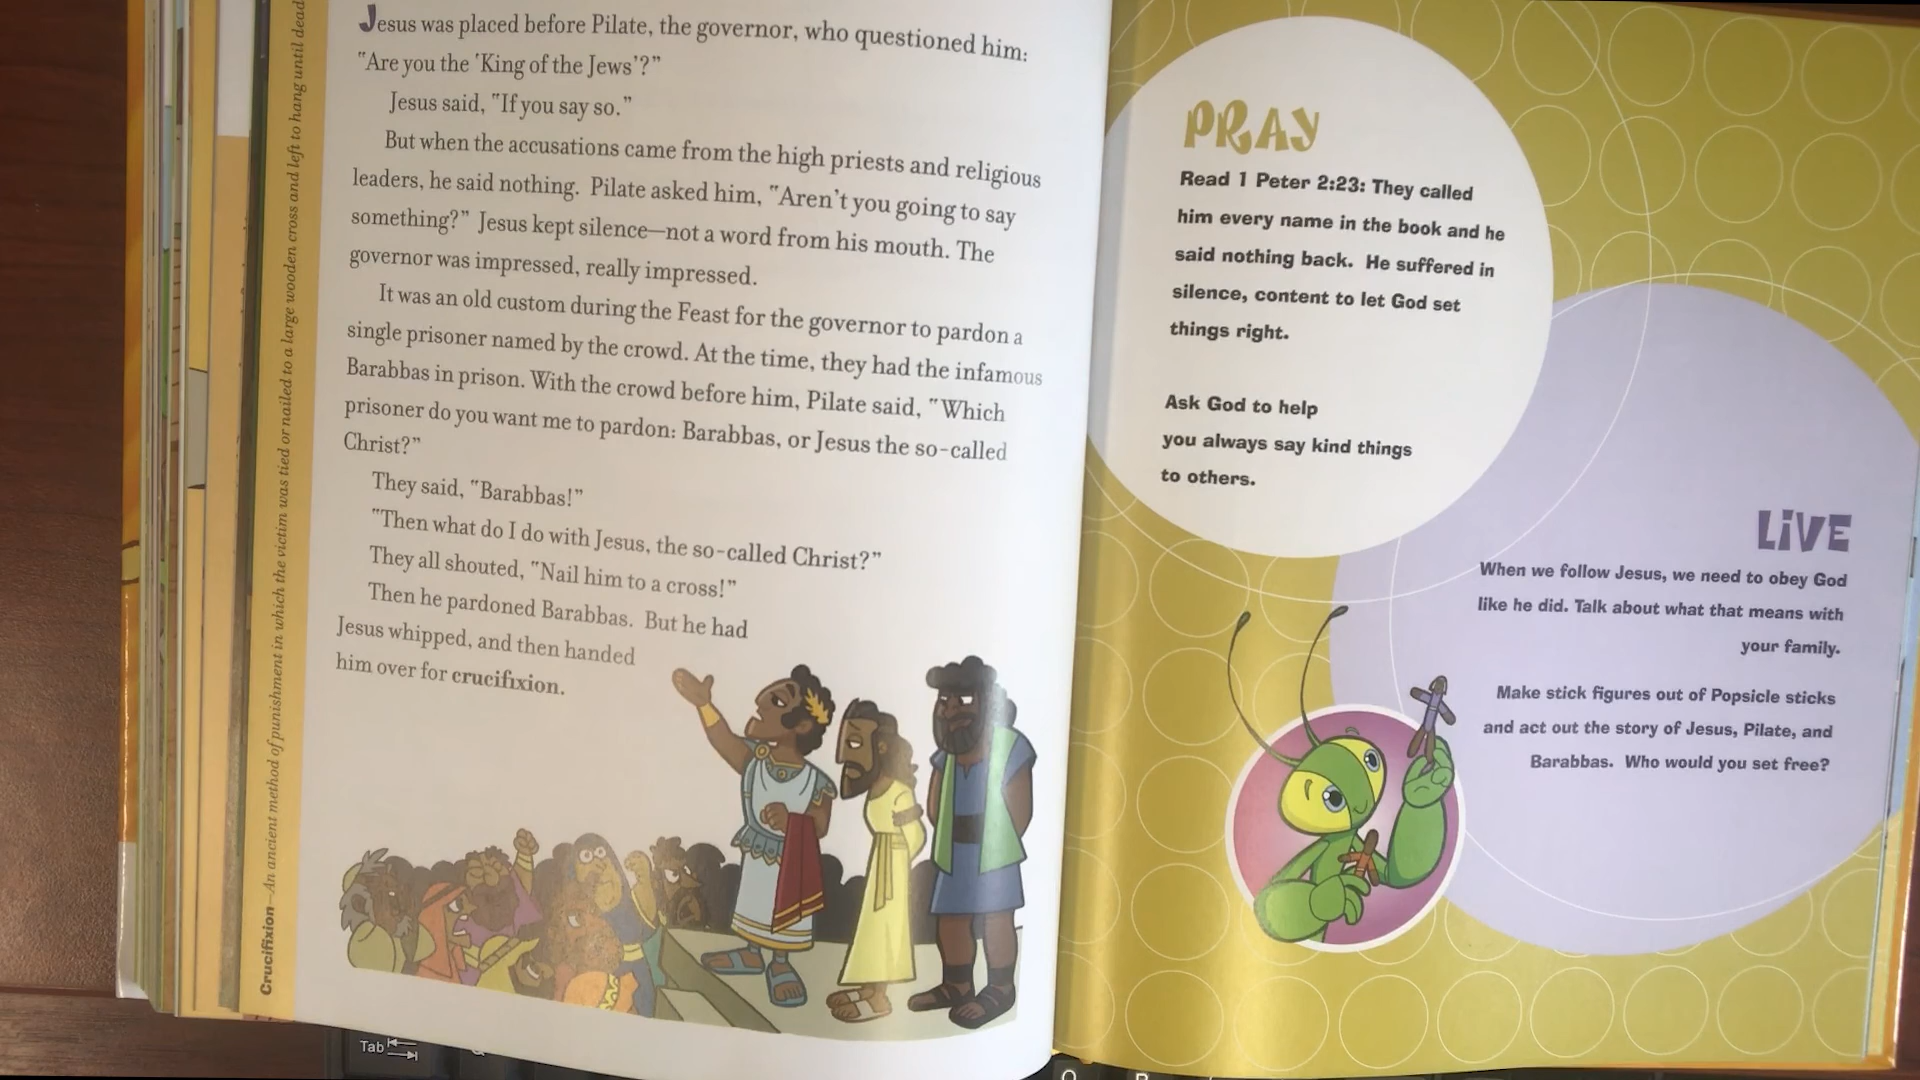 Crucifixion—An ancient method of punishment in which the victim was tied or nailed to a large wooden cross and left to hang until dead
Jesus was placed before Pilate, the governor, who questioned him:
"Are you the 'King of the Jews'?"
Jesus said, "If you say so."
But when the accusations came from the high priests and religious
leaders, he said nothing. Pilate asked him, "Aren't you going to say
something?" Jesus kept silence—not a word from his mouth. The
governor was impressed, really impressed.
It was an old custom during the Feast for the governor to pardon a
single prisoner named by the crowd. At the time, they had the infamous
Barabbas in prison. With the crowd before him, Pilate said, "Which
prisoner do you want me to pardon: Barabbas, or Jesus the so-called
Christ?"
They said, "Barabbas!"
"Then what do I do with Jesus, the so-called Christ?"
They all shouted, "Nail him to a cross!"
Then he pardoned Barabbas. But he had
Jesus whipped, and then handed
him over for crucifixion.
PRAY
Read 1 Peter 2:23: They called
him every name in the book and he
said nothing back. He suffered in
silence, content to let God set
things right.
Ask God to help
you always say kind things
to others.
LiVE
When we follow Jesus, we need to obey God
like he did. Talk about what that means with
your family.
Make stick figures out of Popsicle sticks
and act out the story of Jesus, Pilate, and
Barabbas. Who would you set free?
Tab